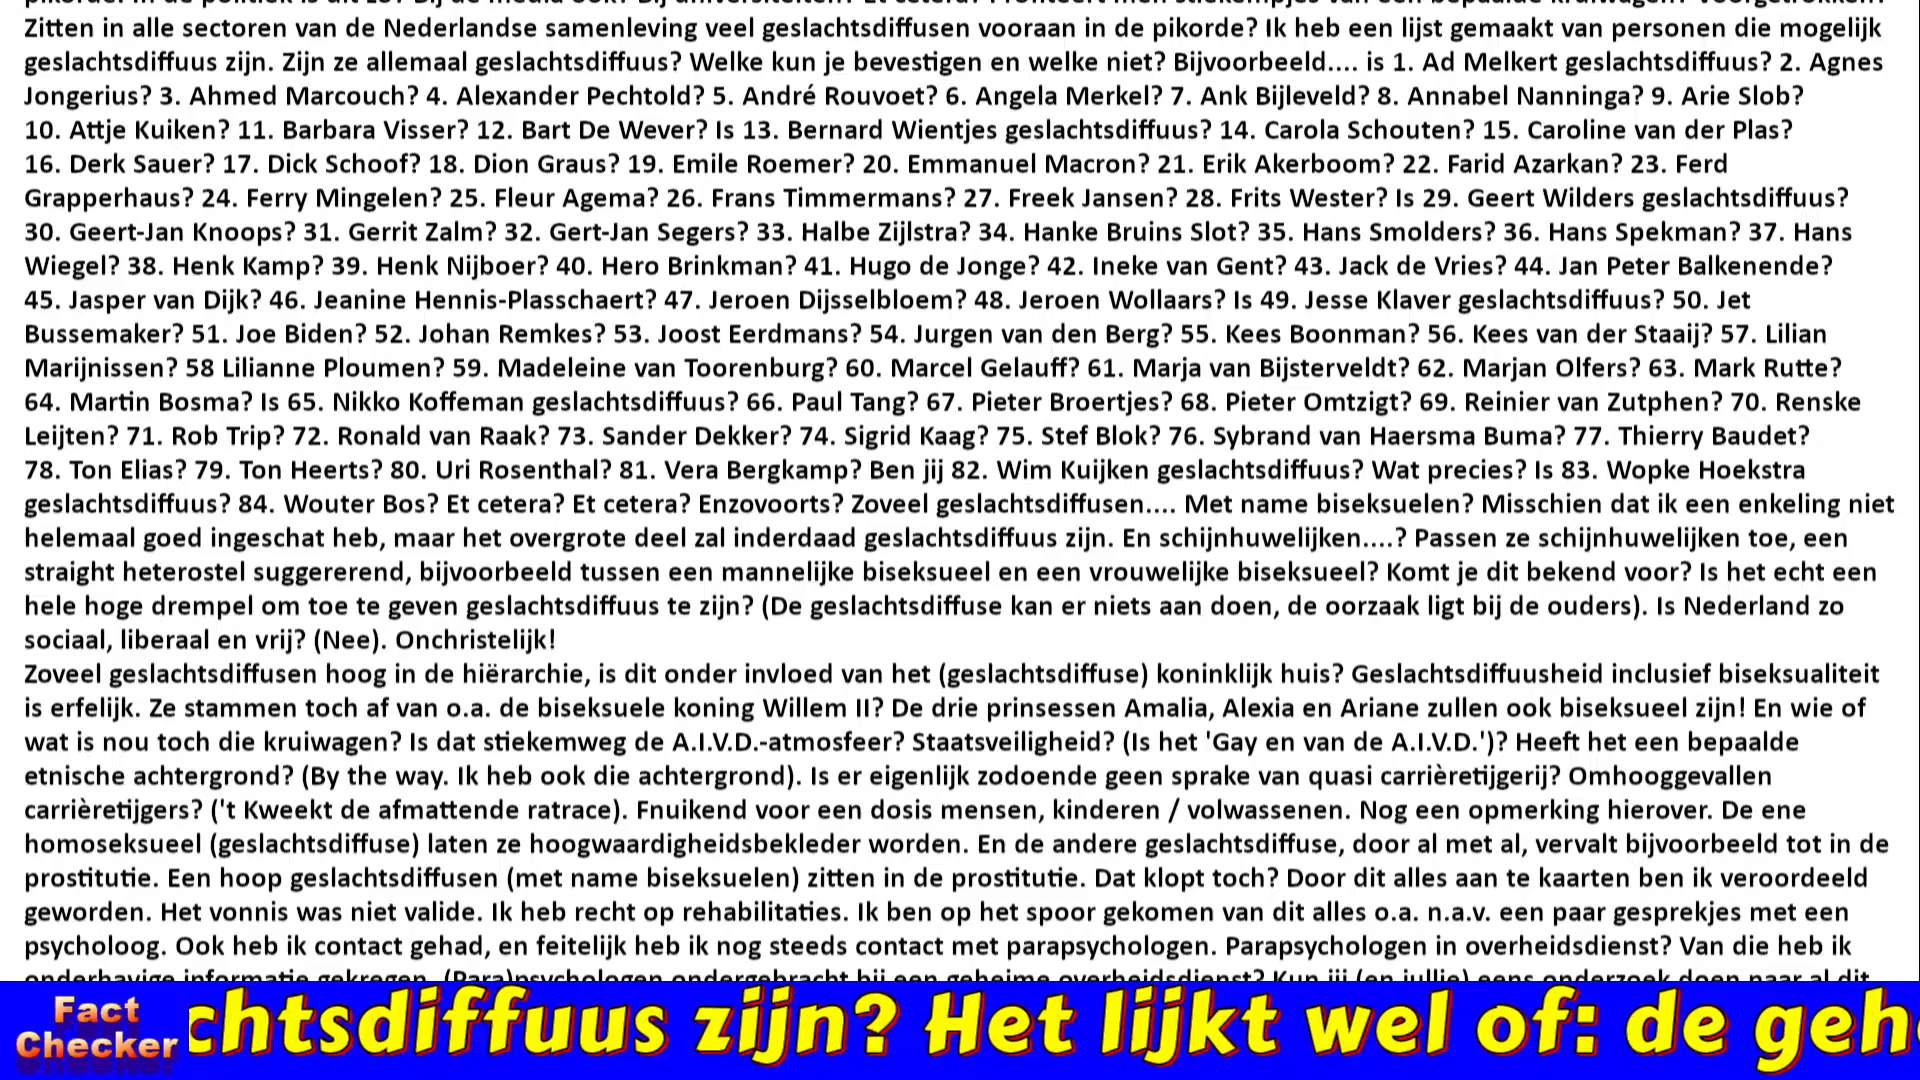 Zitten in alle sectoren van de Nederlandse samenleving veel geslachtsdiffusen vooraan in de pikorde? Ik heb een lijst gemaakt van personen die mogelijk
geslachtsdiffuus zijn. Zijn ze allemaal geslachtsdiffuus? Welke kun je bevestigen en welke niet? Bijvoorbeeld.... is 1. Ad Melkert geslachtsdiffuus? 2. Agnes
Jongerius? 3. Ahmed Marcouch? 4. Alexander Pechtold? 5. André Rouvoet? 6. Angela Merkel? 7. Ank Bijleveld? 8. Annabel Nanninga? 9. Arie Slob?
10. Attje Kuiken? 11. Barbara Visser? 12. Bart De Wever? Is 13. Bernard Wientjes geslachtsdiffuus? 14. Carola Schouten? 15. Caroline van der Plas?
16. Derk Sauer? 17. Dick Schoof? 18. Dion Graus? 19. Emile Roemer? 20. Emmanuel Macron? 21. Erik Akerboom? 22. Farid Azarkan? 23. Ferd
Grapperhaus? 24. Ferry Mingelen? 25. Fleur Agema? 26. Frans Timmermans? 27. Freek Jansen? 28. Frits Wester? Is 29. Geert Wilders geslachtsdiffuus?
30. Geert-Jan Knoops? 31. Gerrit Zalm? 32. Gert-Jan Segers? 33. Halbe Zijlstra? 34. Hanke Bruins Slot? 35. Hans Smolders? 36. Hans Spekman? 37. Hans
Wiegel? 38. Henk Kamp? 39. Henk Nijboer? 40. Hero Brinkman? 41. Hugo de Jonge? 42. Ineke van Gent? 43. Jack de Vries? 44. Jan Peter Balkenende?
45. Jasper van Dijk? 46. Jeanine Hennis-Plasschaert? 47. Jeroen Dijsselbloem? 48. Jeroen Wollaars? Is 49. Jesse Klaver geslachtsdiffuus? 50. Jet
Bussemaker? 51. Joe Biden? 52. Johan Remkes? 53. Joost Eerdmans? 54. Jurgen van den Berg? 55. Kees Boonman? 56. Kees van der Staaij? 57. Lilian
Marijnissen? 58 Lilianne Ploumen? 59. Madeleine van Toorenburg? 60. Marcel Gelauff? 61. Marja van Bijsterveldt? 62. Marjan Olfers? 63. Mark Rutte?
64. Martin Bosma? Is 65. Nikko Koffeman geslachtsdiffuus? 66. Paul Tang? 67. Pieter Broertjes? 68. Pieter Omtzigt? 69. Reinier van Zutphen? 70. Renske
Leijten? 71. Rob Trip? 72. Ronald van Raak? 73. Sander Dekker? 74. Sigrid Kaag? 75. Stef Blok? 76. Sybrand van Haersma Buma? 77. Thierry Baudet?
78. Ton Elias? 79. Ton Heerts? 80. Uri Rosenthal? 81. Vera Bergkamp? Ben jij 82. Wim Kuijken geslachtsdiffuus? Wat precies? Is 83. Wopke Hoekstra
geslachtsdiffuus? 84. Wouter Bos? Et cetera? Et cetera? Enzovoorts? Zoveel geslachtsdiffusen.... Met name biseksuelen? Misschien dat ik een enkeling niet
helemaal goed ingeschat heb, maar het overgrote deel zal inderdaad geslachtsdiffuus zijn. En schijnhuwelijken....? Passen ze schijnhuwelijken toe, een
straight heterostel suggererend, bijvoorbeeld tussen een mannelijke biseksueel en een vrouwelijke biseksueel? Komt je dit bekend voor? Is het echt een
hele hoge drempel om toe te geven geslachtsdiffuus te zijn? (De geslachtsdiffuse kan er niets aan doen, de oorzaak ligt bij de ouders). Is Nederland zo
sociaal, liberaal en vrij? (Nee). Onchristelijk!
Zoveel geslachtsdiffusen hoog in de hiërarchie, is dit onder invloed van het (geslachtsdiffuse) koninklijk huis? Geslachtsdiffuusheid inclusief biseksualiteit
is erfelijk. Ze stammen toch af van o.a. de biseksuele koning Willem II? De drie prinsessen Amalia, Alexia en Ariane zullen ook biseksueel zijn! En wie of
wat is nou toch die kruiwagen? Is dat stiekemweg de A.I.V.D.-atmosfeer? Staatsveiligheid? (Is het 'Gay en van de A.I.V.D.')? Heeft het een bepaalde
etnische achtergrond? (By the way. Ik heb ook die achtergrond). Is er eigenlijk zodoende geen sprake van quasi carrièretijgerij? Omhooggevallen
carrièretijgers? ('t Kweekt de afmattende ratrace). Fnuikend voor een dosis mensen, kinderen / volwassenen. Nog een opmerking hierover. De ene
homoseksueel (geslachtsdiffuse) laten ze hoogwaardigheidsbekleder worden. En de andere geslachtsdiffuse, door al met al, vervalt bijvoorbeeld tot in de
prostitutie. Een hoop geslachtsdiffusen (met name biseksuelen) zitten in de prostitutie. Dat klopt toch? Door dit alles aan te kaarten ben ik veroordeeld
geworden. Het vonnis was niet valide. Ik heb recht op rehabilitaties. Ik ben op het spoor gekomen van dit alles o.a. n.a.v. een paar gesprekjes met een
psycholoog. Ook heb ik contact gehad, en feitelijk heb ik nog steeds contact met parapsychologen. Parapsychologen in overheidsdienst? Van die heb ik
onderhavige informatie gekregen. (Para)psychologen ondergebracht bij een geheime overheidsdienst? Kun jij (en jullie) eens onderzoek doen naar al dit
Fact
Checker
chtsdiffuus zijn? Het lijkt wel of: de geh